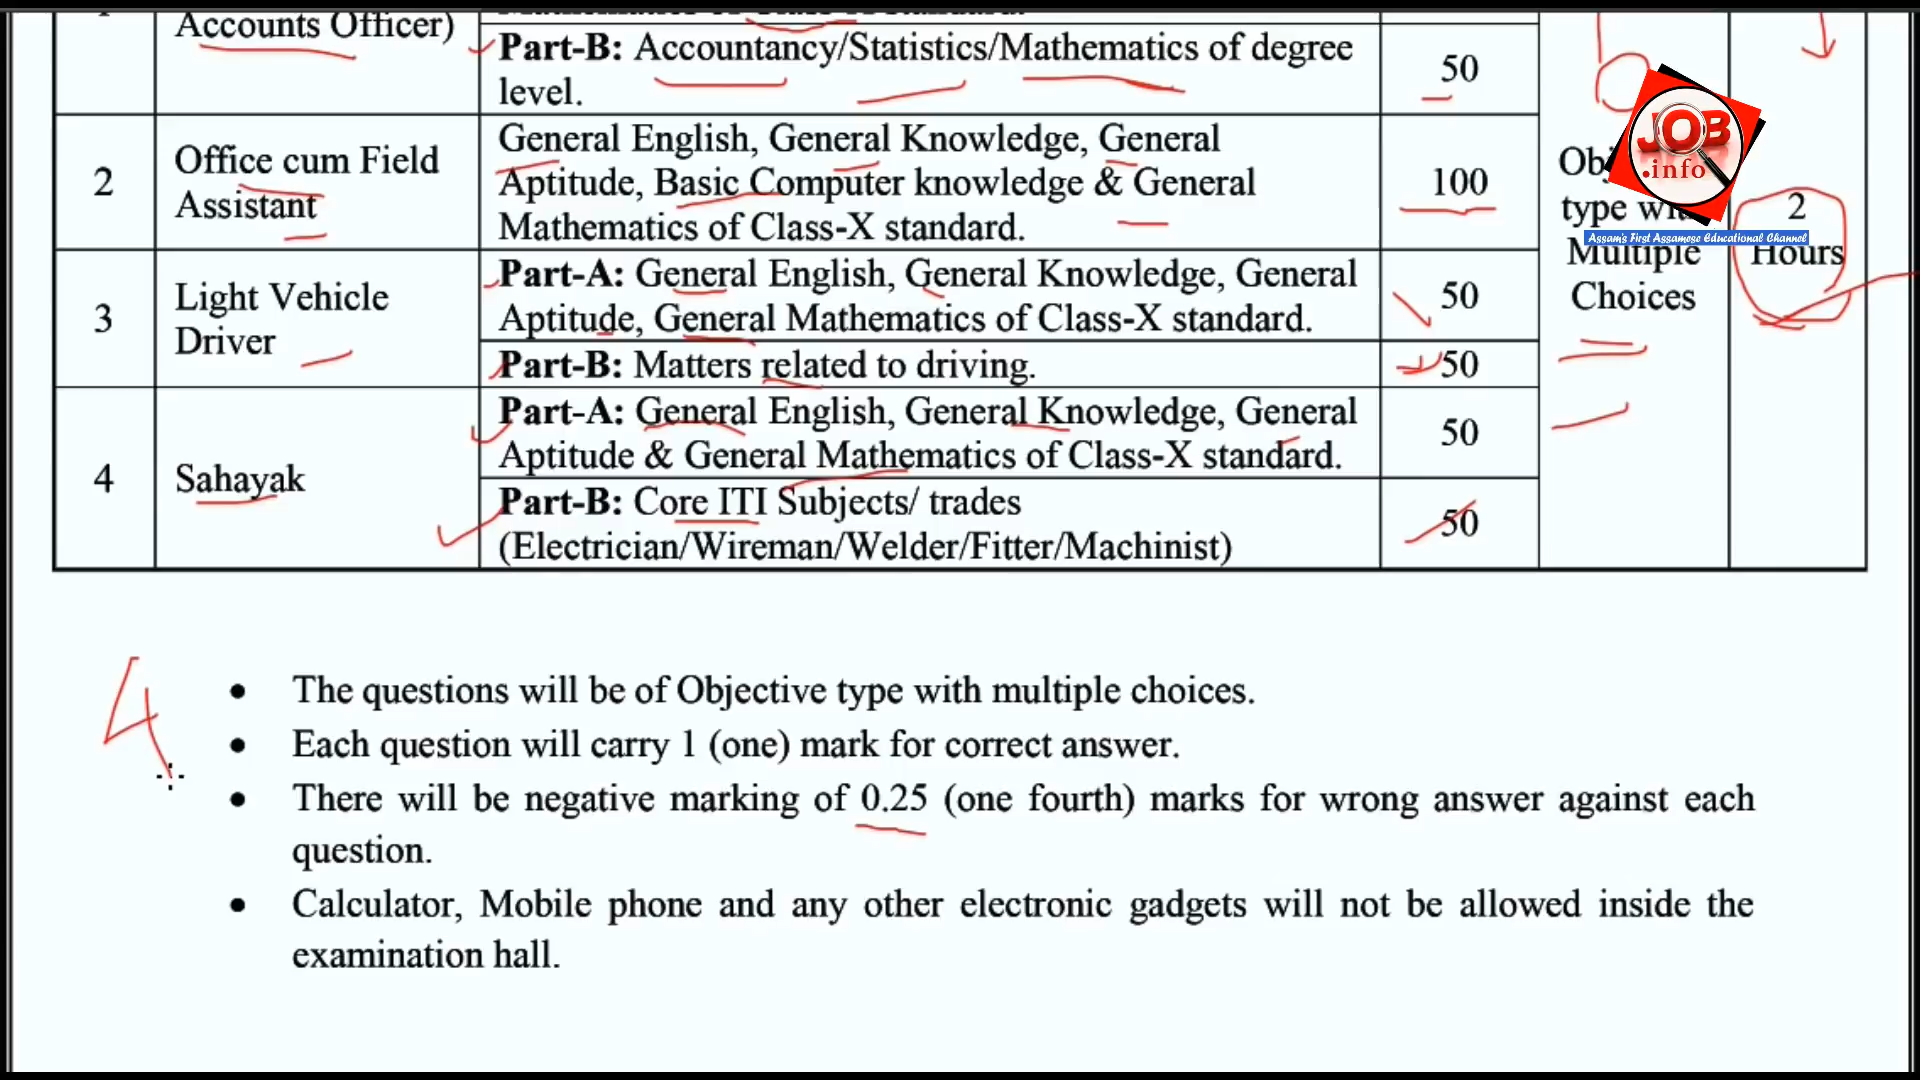 Accounts Officer)
Part-B: Accountancy/Statistics/Mathematics of degree
level.
50
2
Office cum Field
Assistant
General English, General Knowledge, General
Aptitude, Basic Computer knowledge & General
Mathematics of Class-X standard.
100
type
Multiple
Choices
2
Hours
3
Light Vehicle
Driver
Part-A: General English, General Knowledge, General
Aptitude, General Mathematics of Class-X standard.
50
Part-B: Matters related to driving.
50
4
Sahayak
Part-A: General English, General Knowledge, General
Aptitude & General Mathematics of Class-X standard.
50
Part-B: Core ITI Subjects/ trades
(Electrician/Wireman/Welder/Fitter/Machinist)
50
JOB
.info
Assam's First Assamese Educational Channel
4
• The questions will be of Objective type with multiple choices.
• Each question will carry 1 (one) mark for correct answer.
• There will be negative marking of 0.25 (one fourth) marks for wrong answer against each
question.
• Calculator, Mobile phone and any other electronic gadgets will not be allowed inside the
examination hall.